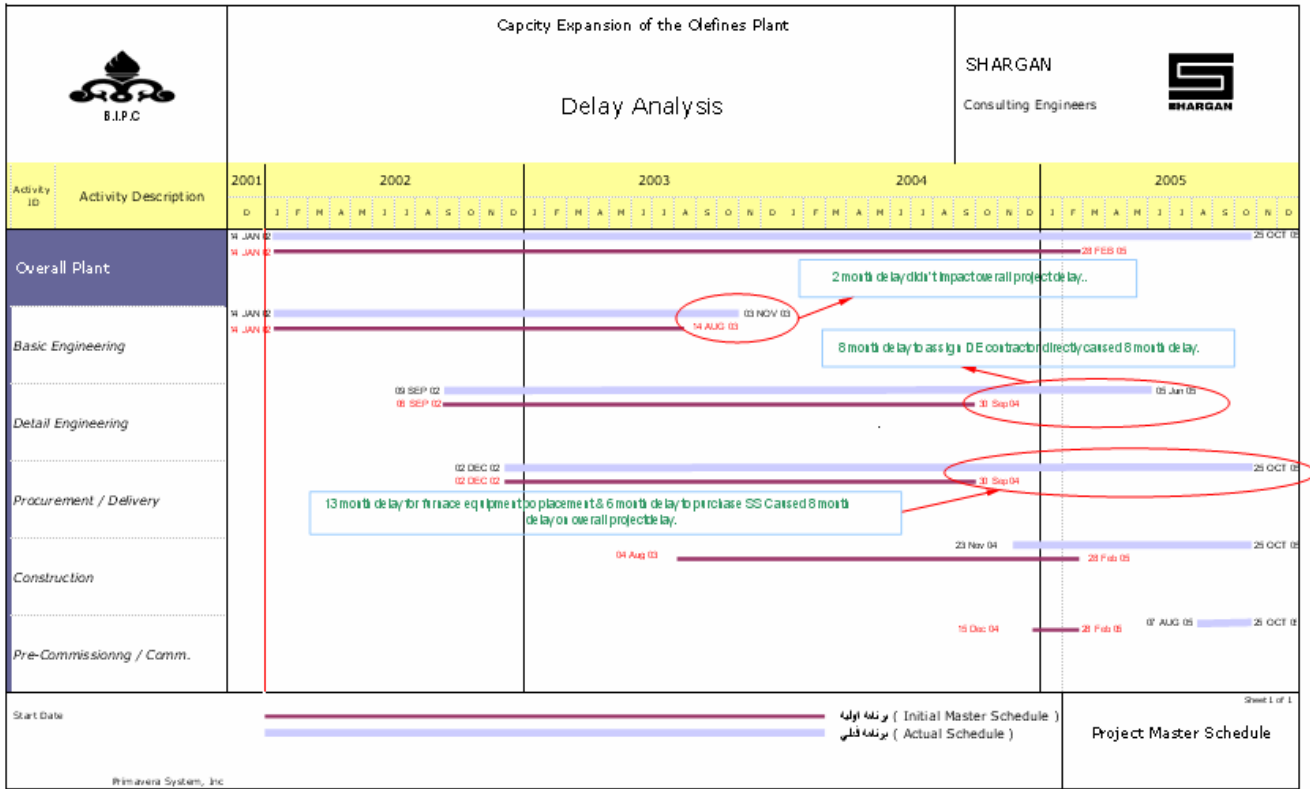 Capcity Expansion of the Olefines Plant
Delay Analysis
B.I.P.C
SHARGAN
Consulting Engineers
SHARGAN
Activity ID
Activity Description
2001 2002 2003 2004 2005
D J F M A M J J A S O N D J F M A M J J A S O N D J F M A M J J A S O N D J F M A M J J A S O N D
Overall Plant
14 JAN 02 25 OCT 05
14 JAN 02 28 FEB 05
2 month delay didn't impact overall project delay..
Basic Engineering
14 JAN 02 03 NOV 03
14 JAN 02 14 AUG 03
8 month delay to assign DE contractor directly caused 8 month delay.
Detail Engineering
09 SEP 02 05 Jun 05
08 SEP 02 30 Sep 04
Procurement / Delivery
02 DEC 02 25 OCT 05
02 DEC 02 30 Sep 04
13 month delay for furnace equipment po placement & 6 month delay to purchase SS Caused 8 month
delay on overall project delay.
Construction
23 Nov 04 25 OCT 05
04 Aug 03 28 Feb 05
Pre-Commissionng / Comm.
07 AUG 05 25 OCT 05
15 Dec 04 28 Feb 05
Start Date
برنامه اولیه ( Initial Master Schedule )
( Actual Schedule )
Sheet 1 of 1
Project Master Schedule
Primavera System, Inc